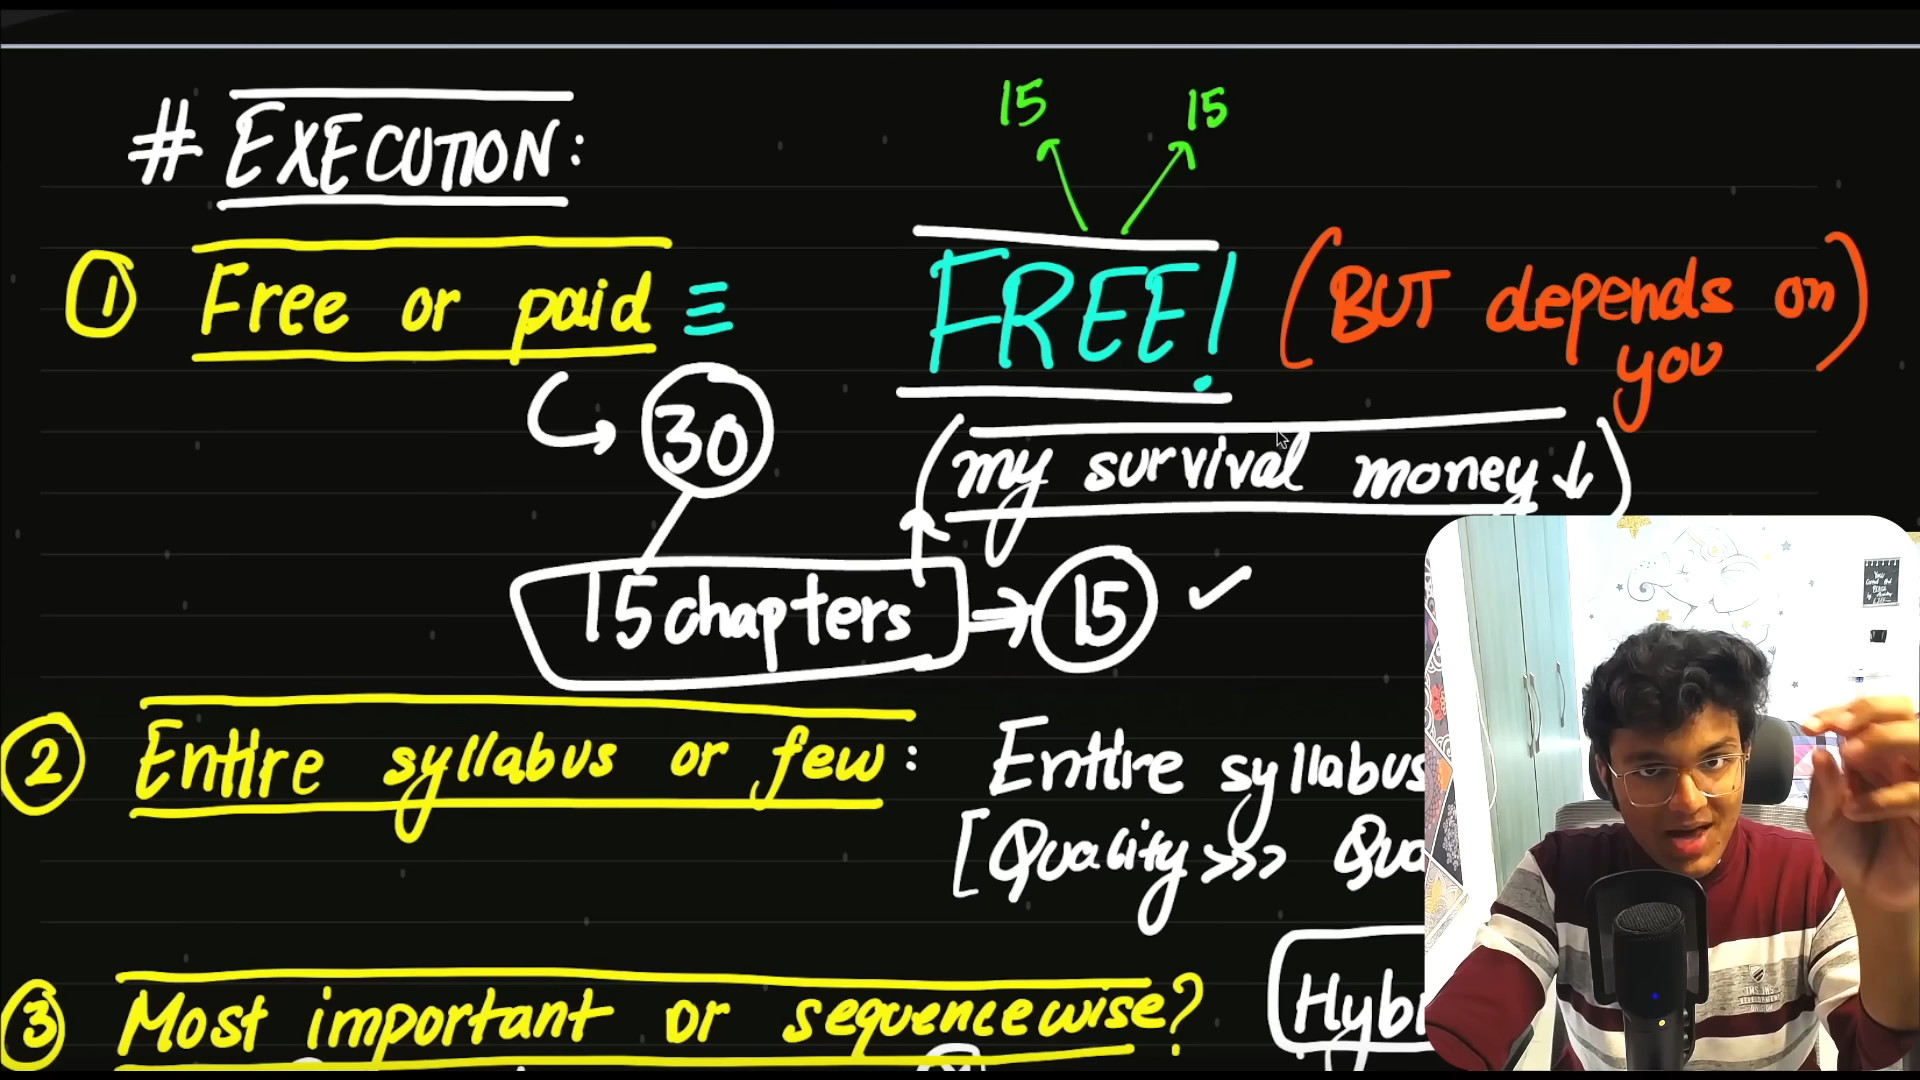 15 15
# EXECUTION:
① Free or paid ≡ FREE! (BUT depends on you)
30
(my survival money ↓)
15 chapters ⇒ 15 ✓
② Entire syllabus or few: Entire syllabus
[Quality >>>
③ Most important or sequencewise?